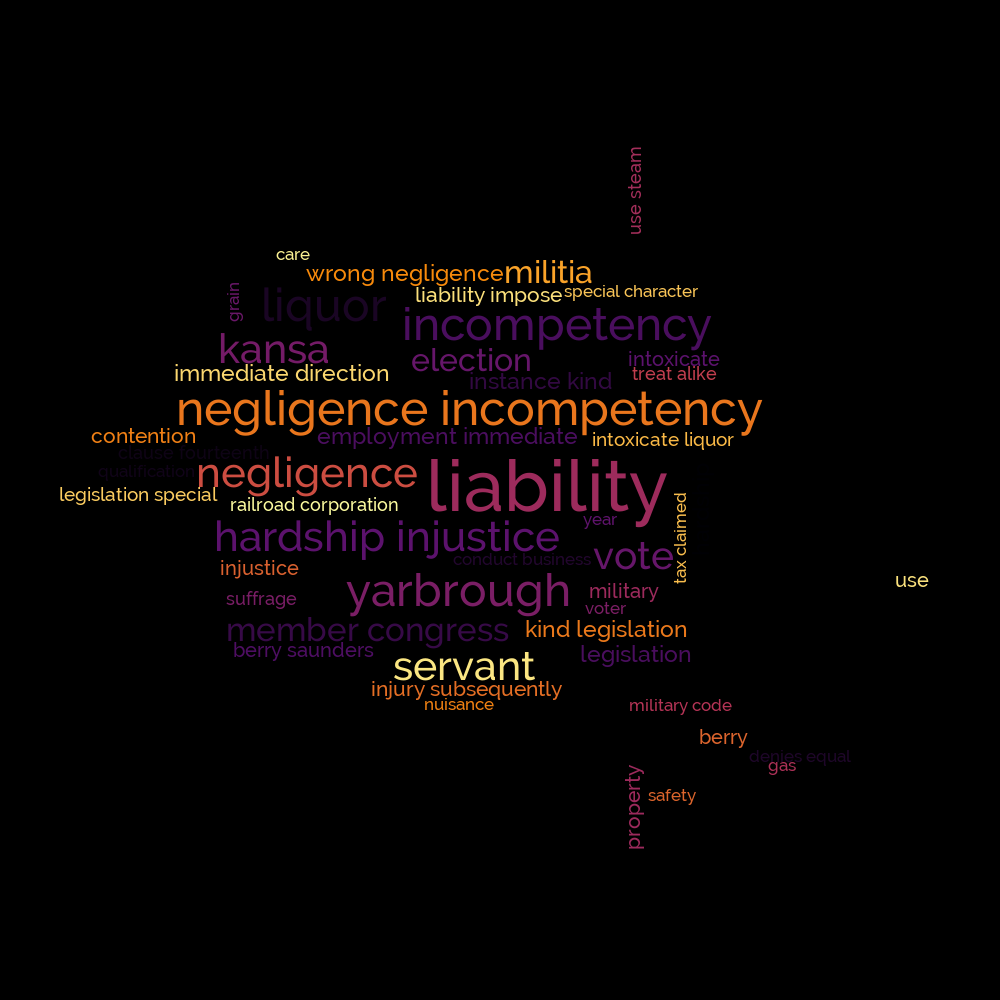 use steam
care
wrong negligence
militia
grain
liquor
liability impose
special character
incompetency
kansa
election
intoxicate
immediate direction
instance kind
treat alike
negligence incompetency
contention
employment immediate
intoxicate liquor
clause fourteenth
qualification
negligence
liability
legislation special
railroad corporation
year
hardship injustice
vote
tax claimed
conduct business
injustice
use
suffrage
yarbrough
military
voter
member congress
kind legislation
berry saunders
legislation
servant
injury subsequently
nuisance
military code
berry
denies equal
gas
property
safety